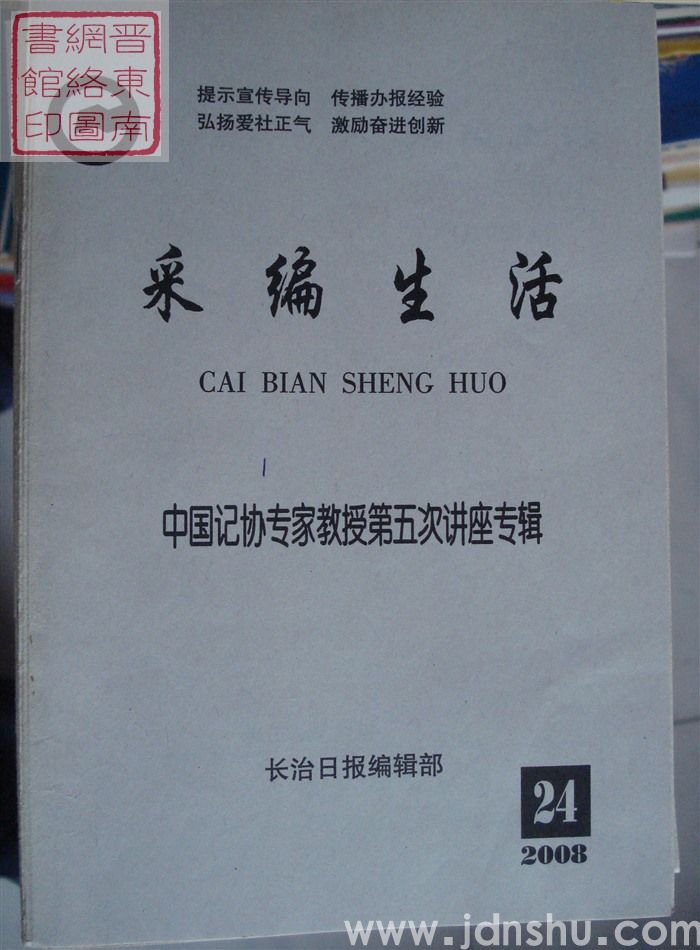 晋東南
網絡圖
書館印
提示宣传导向 传播办报经验
弘扬爱社正气 激励奋进创新
采编生活
CAI BIAN SHENG HUO
中国记协专家教授第五次讲座专辑
长治日报编辑部
24
2008
www.jdnshu.com